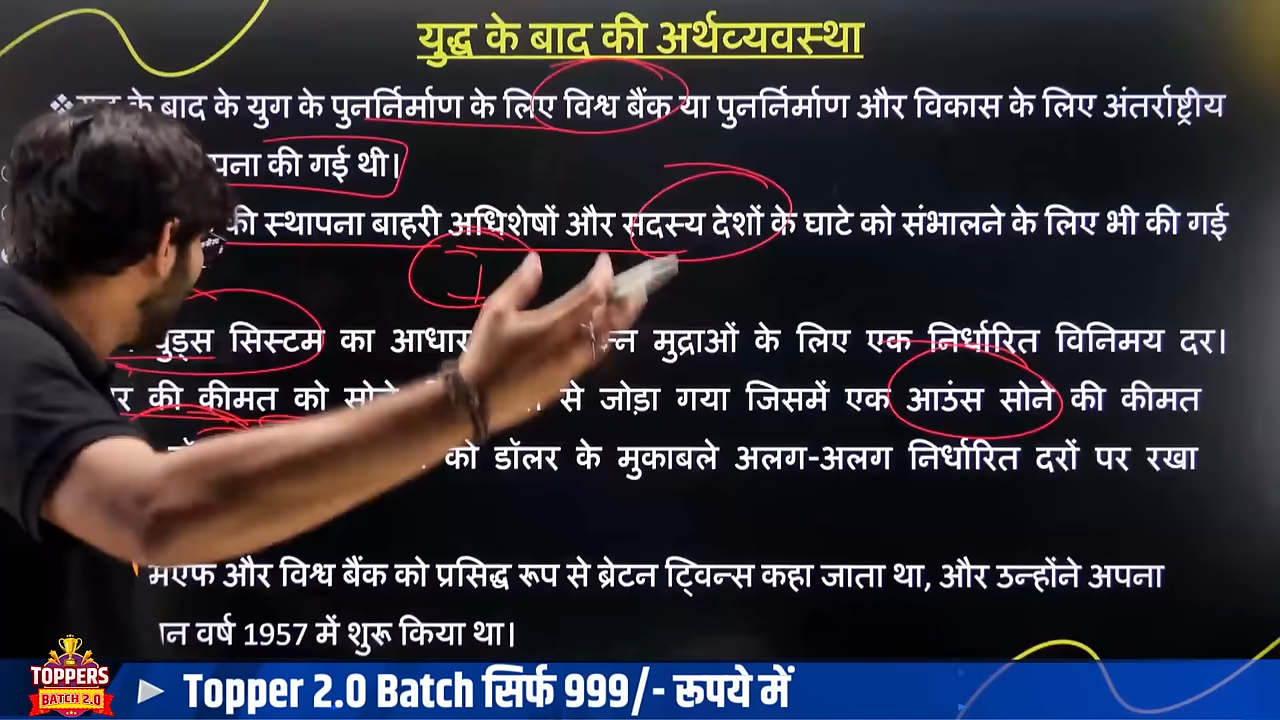 युद्ध के बाद की अर्थव्यवस्था
के बाद के युग के पुनर्निर्माण के लिए विश्व बैंक या पुनर्निर्माण और विकास के लिए अंतर्राष्ट्रीय
की गई थी।
की स्थापना बाहरी अधिशेषों और सदस्य देशों के घाटे को संभालने के लिए भी की गई
वुड्स सिस्टम का आधार मुद्राओं के लिए एक निर्धारित विनिमय दर।
की कीमत को से जोड़ा गया जिसमें एक आउंस सोने की कीमत
को डॉलर के मुकाबले अलग-अलग निर्धारित दरों पर रखा
और विश्व बैंक को प्रसिद्ध रूप से ब्रेटन ट्विन्स कहा जाता था, और उन्होंने अपना
वर्ष 1957 में शुरू किया था।
TOPPERS
BATCH 2.0
Topper 2.0 Batch सिर्फ 999/- रूपये में